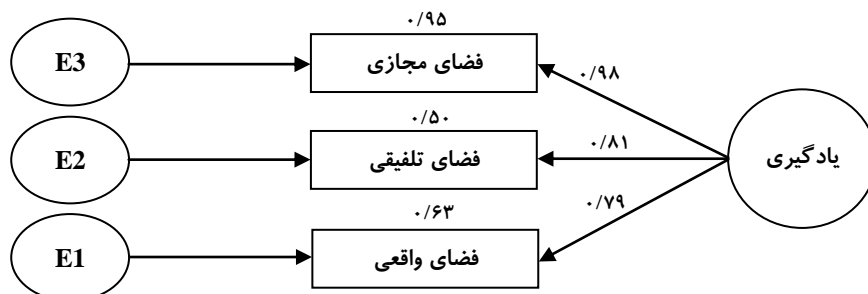 ۰/۹۵
E3
فضای مجازی
۰/۹۸
۰/۵۰
E2
فضای تلفیقی
۰/۸۱
یادگیری
۰/۶۳
۰/۷۹
E1
فضای واقعی